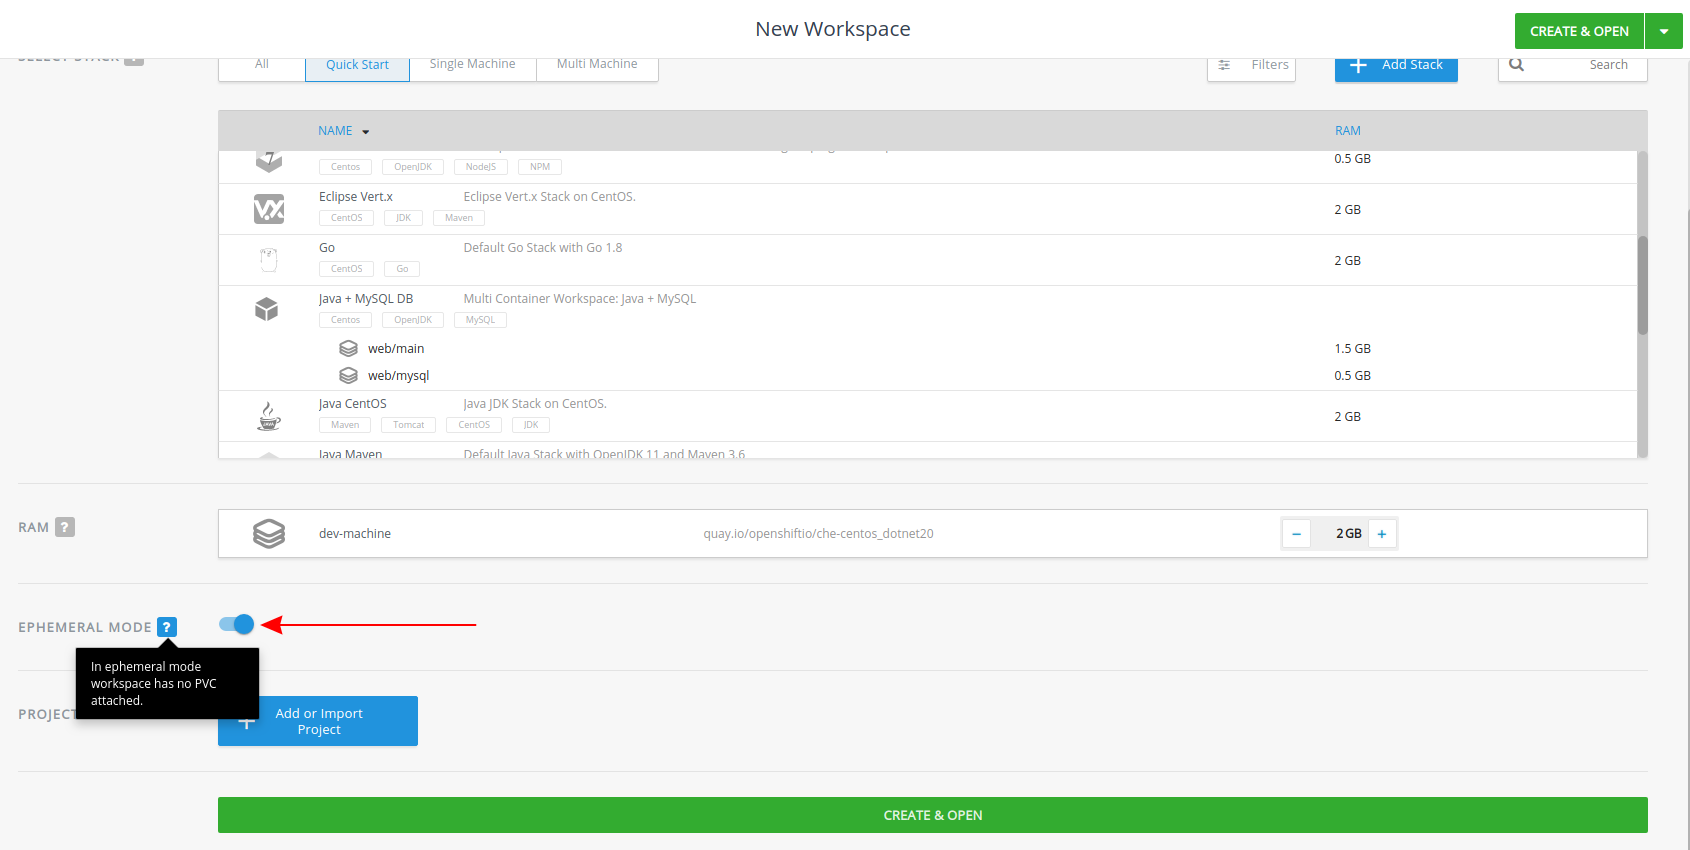 New Workspace
CREATE & OPEN
SELECT STACK ?
All
Quick Start
Single Machine
Multi Machine
Filters
Add Stack
Search
NAME
RAM
0.5 GB
Centos OpenJDK NodeJS NPM
Eclipse Vert.x Eclipse Vert.x Stack on CentOS.
2 GB
CentOS JDK Maven
Go Default Go Stack with Go 1.8
2 GB
CentOS Go
Java + MySQL DB Multi Container Workspace: Java + MySQL
Centos OpenJDK MySQL
web/main 1.5 GB
web/mysql 0.5 GB
Java CentOS Java JDK Stack on CentOS.
2 GB
Maven Tomcat CentOS JDK
Java Maven Default Java Stack with OpenJDK 11 and Maven 3.6
RAM ?
dev-machine quay.io/openshiftio/che-centos_dotnet20 − 2 GB +
EPHEMERAL MODE ?
In ephemeral mode
workspace has no PVC
attached.
PROJECT
Add or Import
Project
CREATE & OPEN